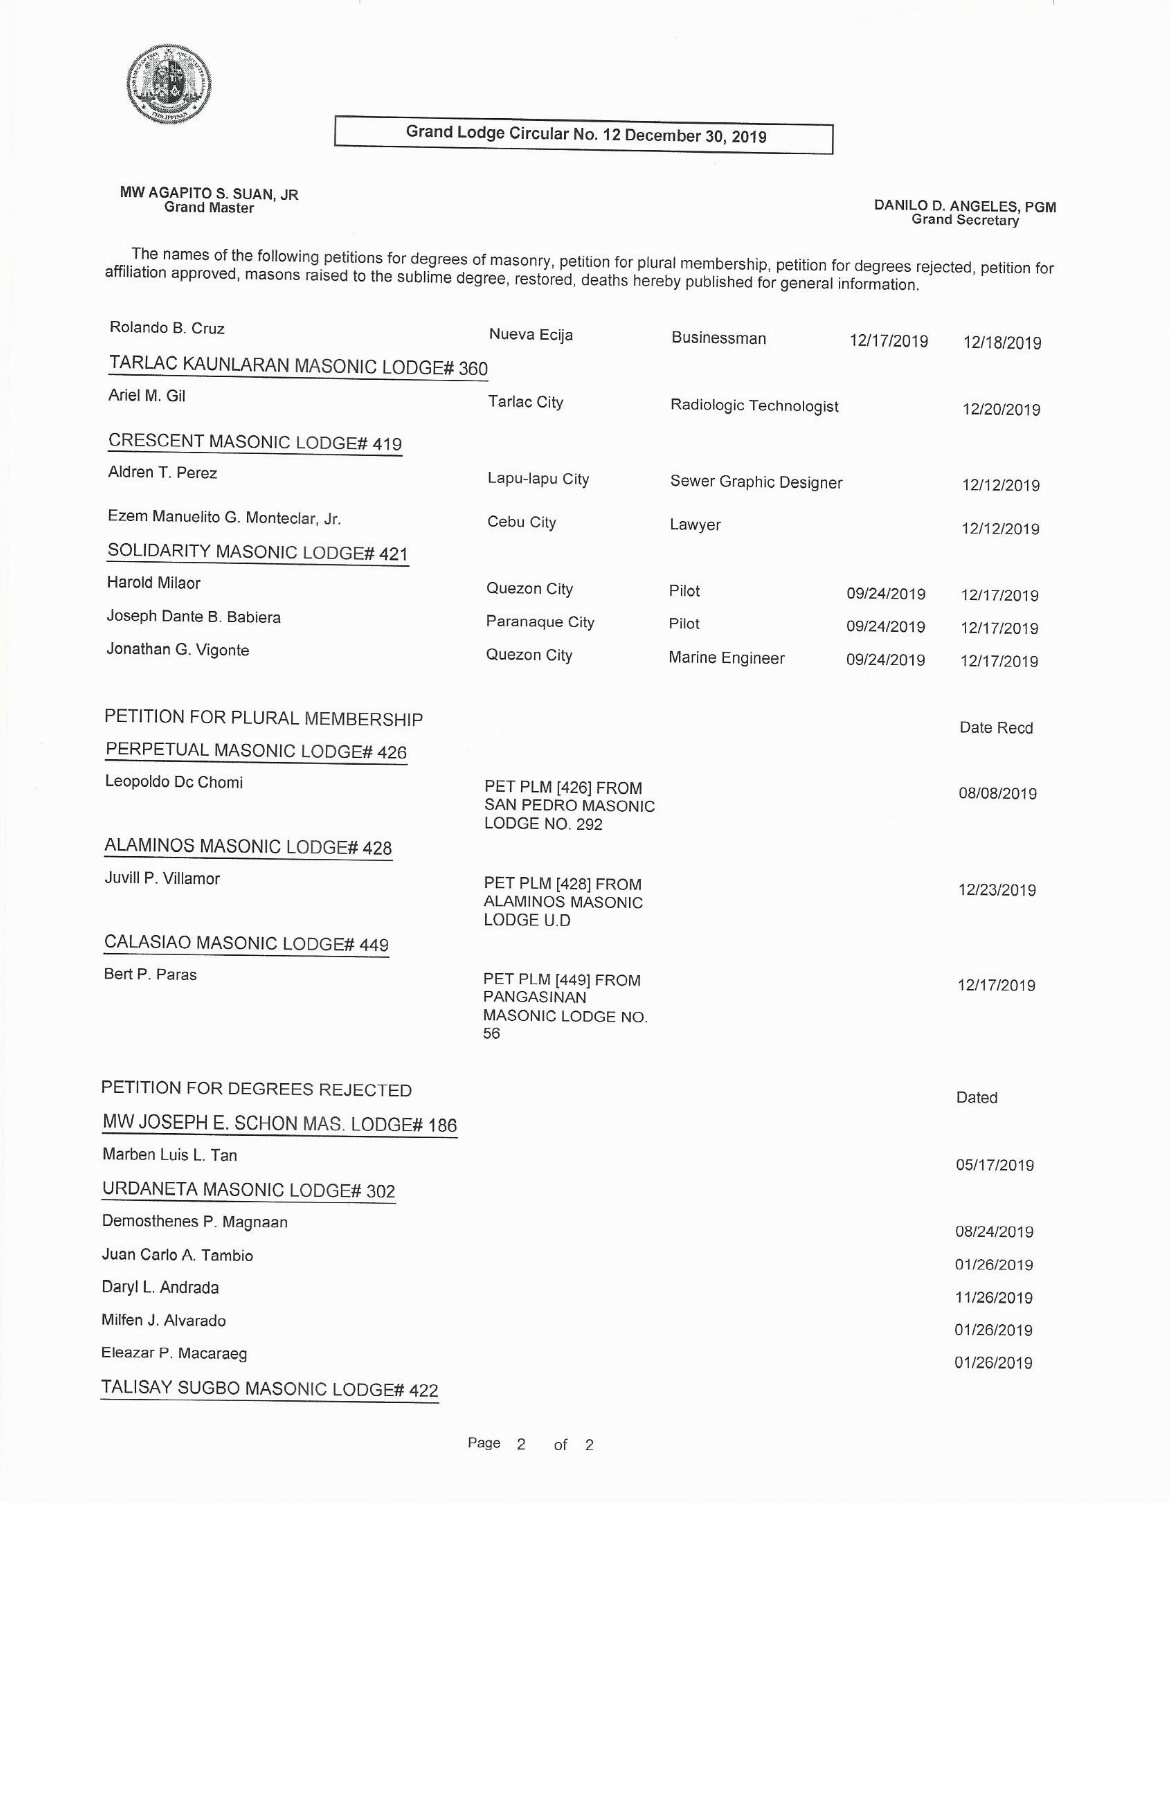 PHILIPPINES
Grand Lodge Circular No. 12 December 30, 2019
MW AGAPITO S. SUAN, JR
Grand Master
DANILO D. ANGELES, PGM
Grand Secretary
The names of the following petitions for degrees of masonry, petition for plural membership, petition for degrees rejected, petition for
affiliation approved, masons raised to the sublime degree, restored, deaths hereby published for general information.
Rolando B. Cruz Nueva Ecija Businessman 12/17/2019 12/18/2019
TARLAC KAUNLARAN MASONIC LODGE# 360
Ariel M. Gil Tarlac City Radiologic Technologist 12/20/2019
CRESCENT MASONIC LODGE# 419
Aldren T. Perez Lapu-lapu City Sewer Graphic Designer 12/12/2019
Ezem Manuelito G. Monteclar, Jr. Cebu City Lawyer 12/12/2019
SOLIDARITY MASONIC LODGE# 421
Harold Milaor Quezon City Pilot 09/24/2019 12/17/2019
Joseph Dante B. Babiera Paranaque City Pilot 09/24/2019 12/17/2019
Jonathan G. Vigonte Quezon City Marine Engineer 09/24/2019 12/17/2019
PETITION FOR PLURAL MEMBERSHIP Date Recd
PERPETUAL MASONIC LODGE# 426
Leopoldo Dc Chomi PET PLM [426] FROM 08/08/2019
SAN PEDRO MASONIC
LODGE NO. 292
ALAMINOS MASONIC LODGE# 428
Juvill P. Villamor PET PLM [428] FROM 12/23/2019
ALAMINOS MASONIC
LODGE U.D
CALASIAO MASONIC LODGE# 449
Bert P. Paras PET PLM [449] FROM 12/17/2019
PANGASINAN
MASONIC LODGE NO.
56
PETITION FOR DEGREES REJECTED Dated
MW JOSEPH E. SCHON MAS. LODGE# 186
Marben Luis L. Tan 05/17/2019
URDANETA MASONIC LODGE# 302
Demosthenes P. Magnaan 08/24/2019
Juan Carlo A. Tambio 01/26/2019
Daryl L. Andrada 11/26/2019
Milfen J. Alvarado 01/26/2019
Eleazar P. Macaraeg 01/26/2019
TALISAY SUGBO MASONIC LODGE# 422
Page 2 of 2